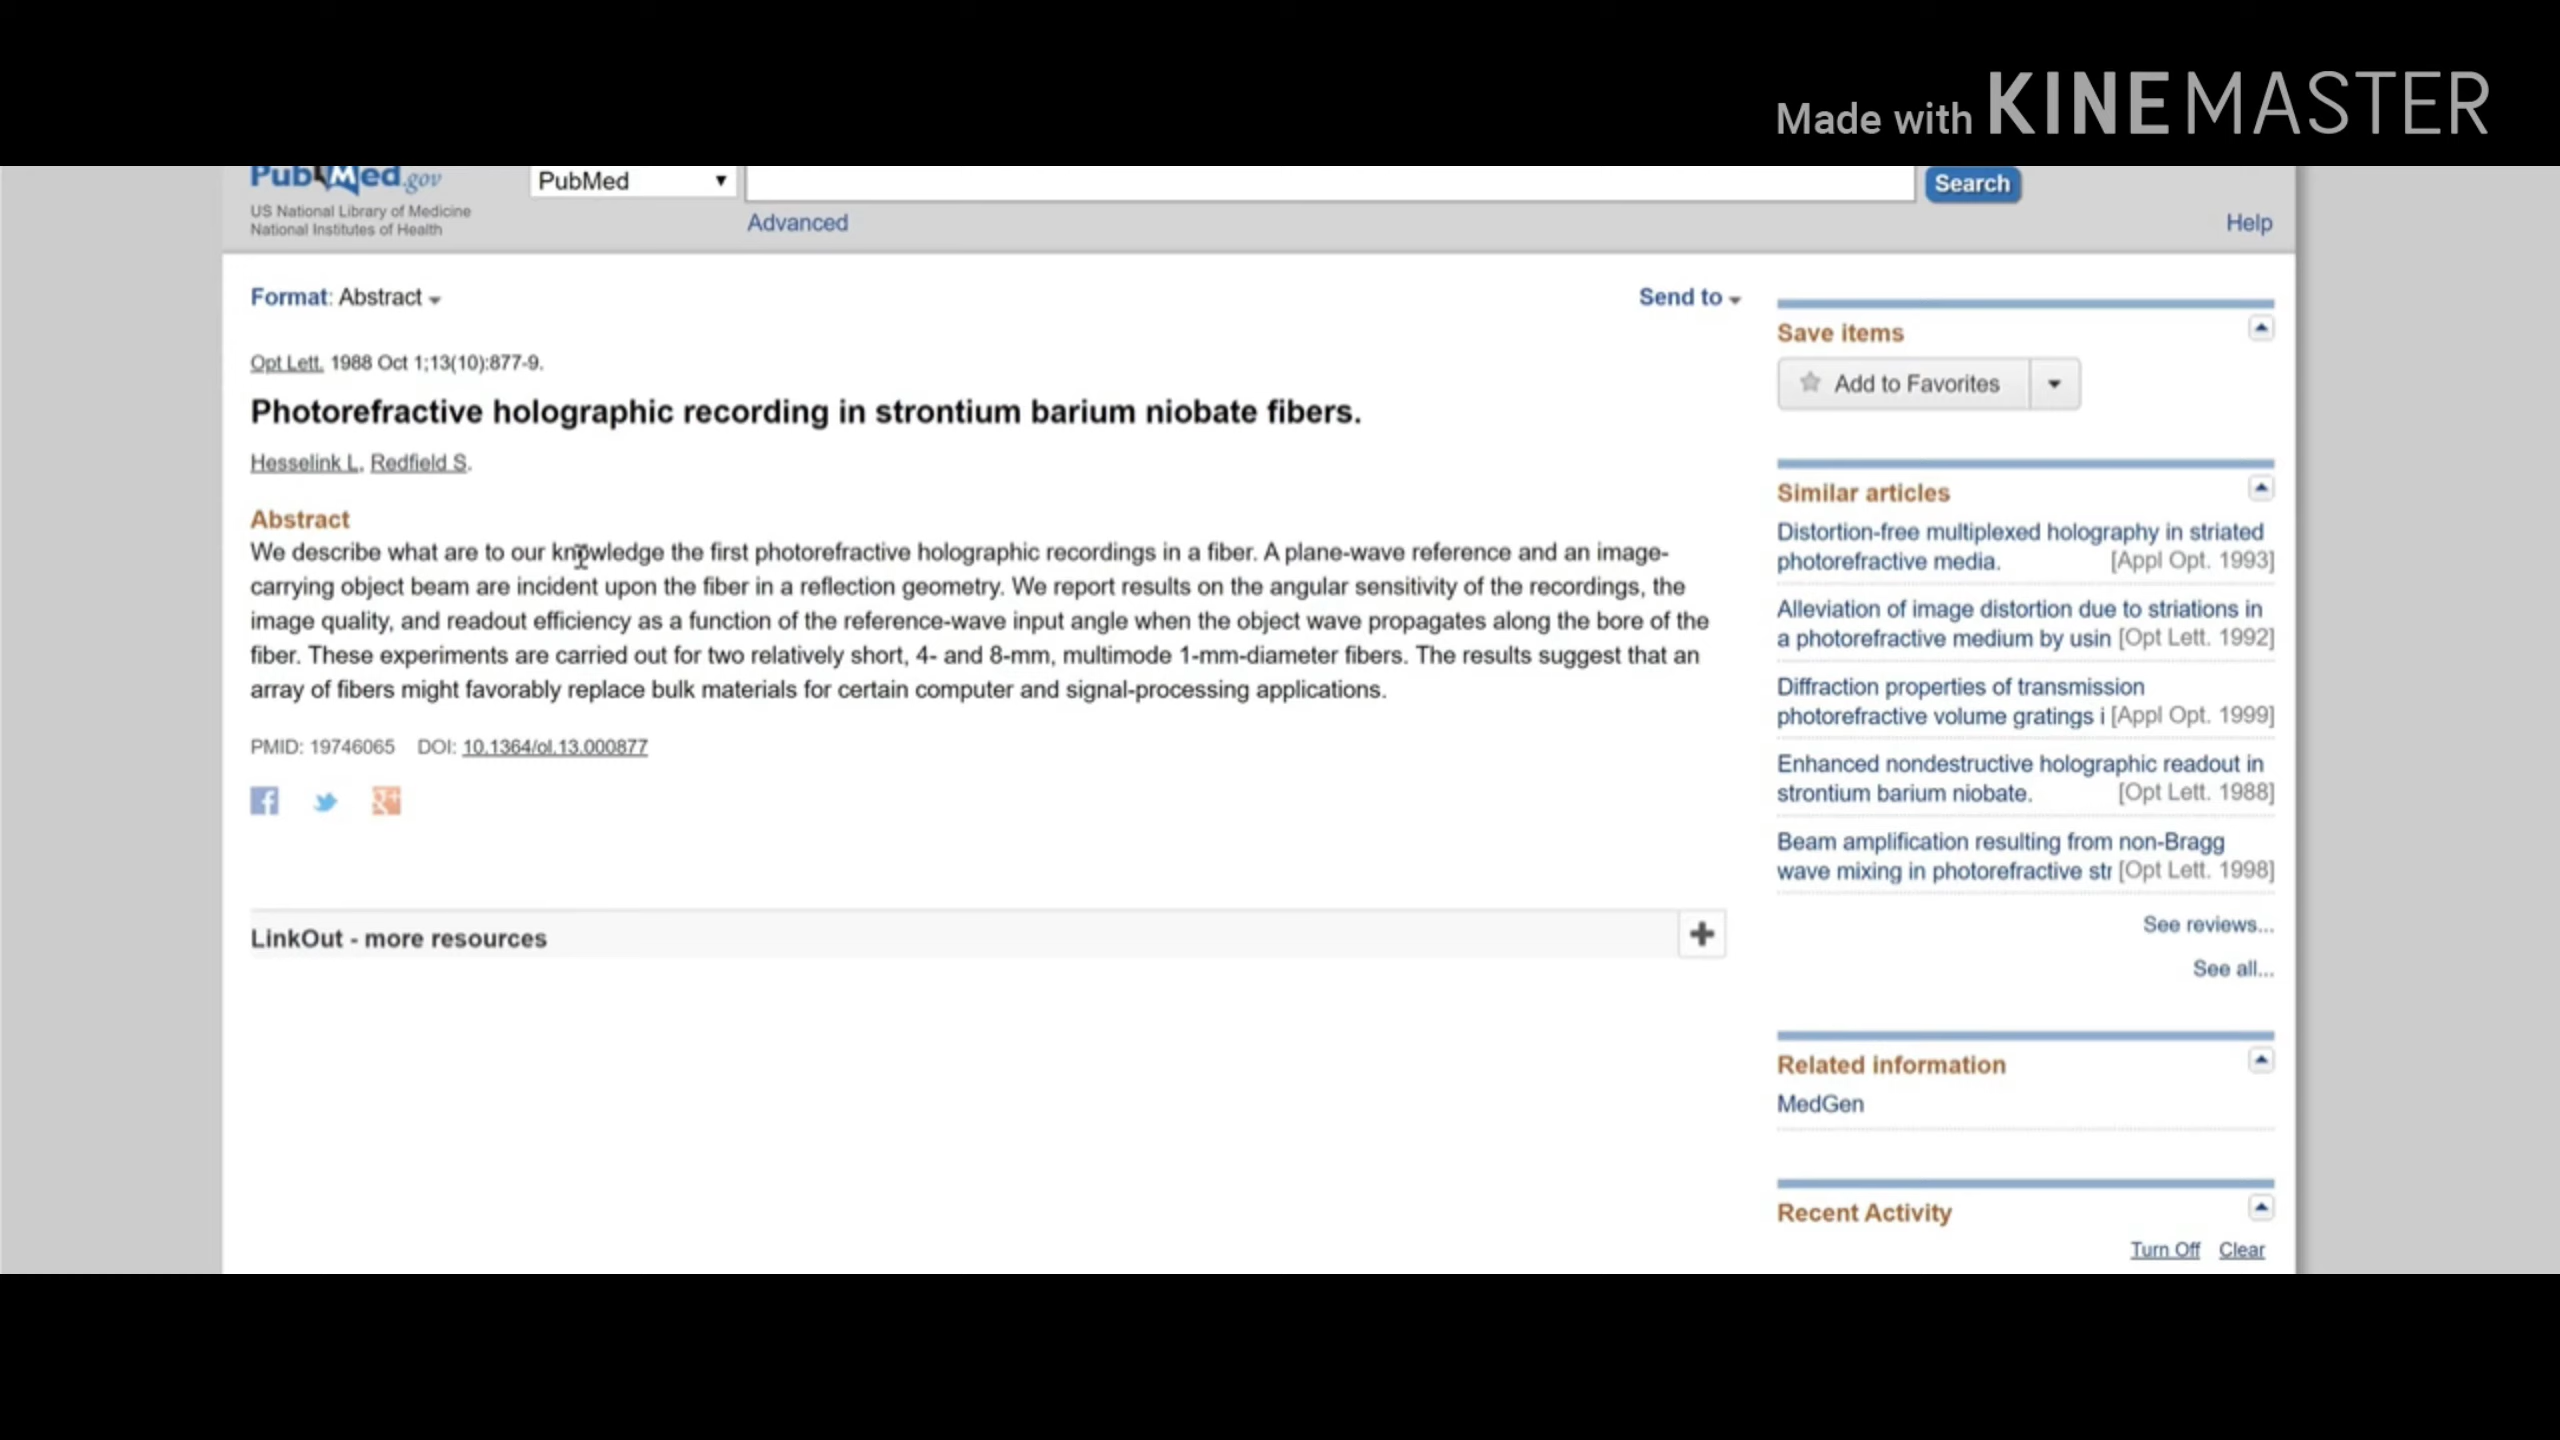 Made with KINEMASTER
PubMed.gov
US National Library of Medicine
National Institutes of Health
PubMed
Search
Advanced
Help
Format: Abstract
Send to
Opt Lett. 1988 Oct 1;13(10):877-9.
Photorefractive holographic recording in strontium barium niobate fibers.
Hesselink L, Redfield S.
Abstract
We describe what are to our knowledge the first photorefractive holographic recordings in a fiber. A plane-wave reference and an image-
carrying object beam are incident upon the fiber in a reflection geometry. We report results on the angular sensitivity of the recordings, the
image quality, and readout efficiency as a function of the reference-wave input angle when the object wave propagates along the bore of the
fiber. These experiments are carried out for two relatively short, 4- and 8-mm, multimode 1-mm-diameter fibers. The results suggest that an
array of fibers might favorably replace bulk materials for certain computer and signal-processing applications.
PMID: 19746065 DOI: 10.1364/ol.13.000877
LinkOut - more resources
Save items
Add to Favorites
Similar articles
Distortion-free multiplexed holography in striated
photorefractive media. [Appl Opt. 1993]
Alleviation of image distortion due to striations in
a photorefractive medium by usin [Opt Lett. 1992]
Diffraction properties of transmission
photorefractive volume gratings i [Appl Opt. 1999]
Enhanced nondestructive holographic readout in
strontium barium niobate. [Opt Lett. 1988]
Beam amplification resulting from non-Bragg
wave mixing in photorefractive str [Opt Lett. 1998]
See reviews...
See all...
Related information
MedGen
Recent Activity
Turn Off Clear